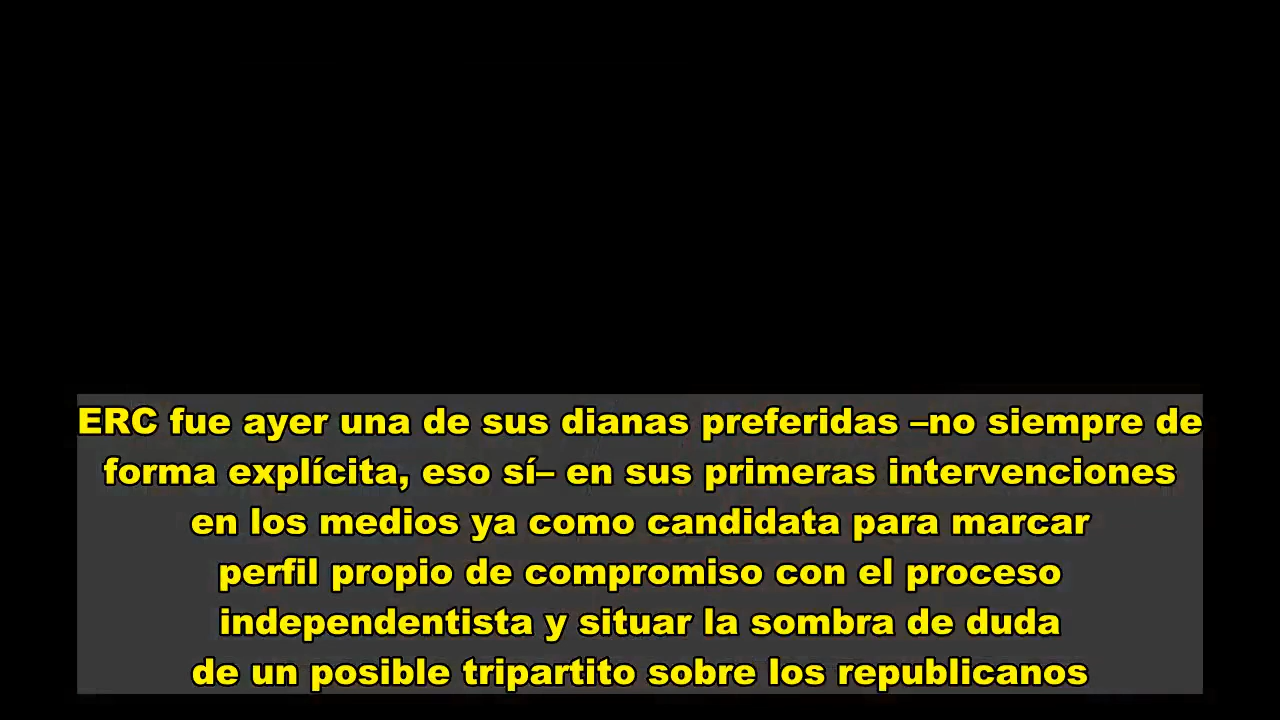 ERC fue ayer una de sus dianas preferidas –no siempre de
forma explícita, eso sí– en sus primeras intervenciones
en los medios ya como candidata para marcar
perfil propio de compromiso con el proceso
independentista y situar la sombra de duda
de un posible tripartito sobre los republicanos